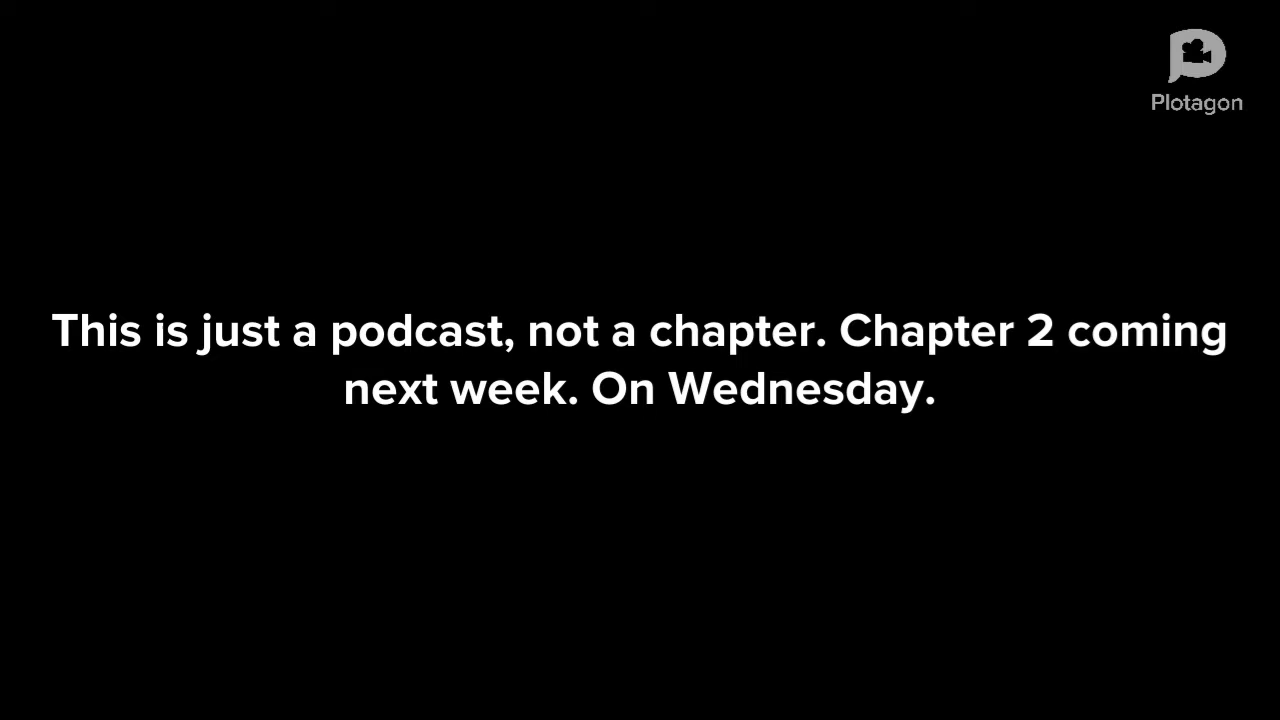 Plotagon
This is just a podcast, not a chapter. Chapter 2 coming
next week. On Wednesday.